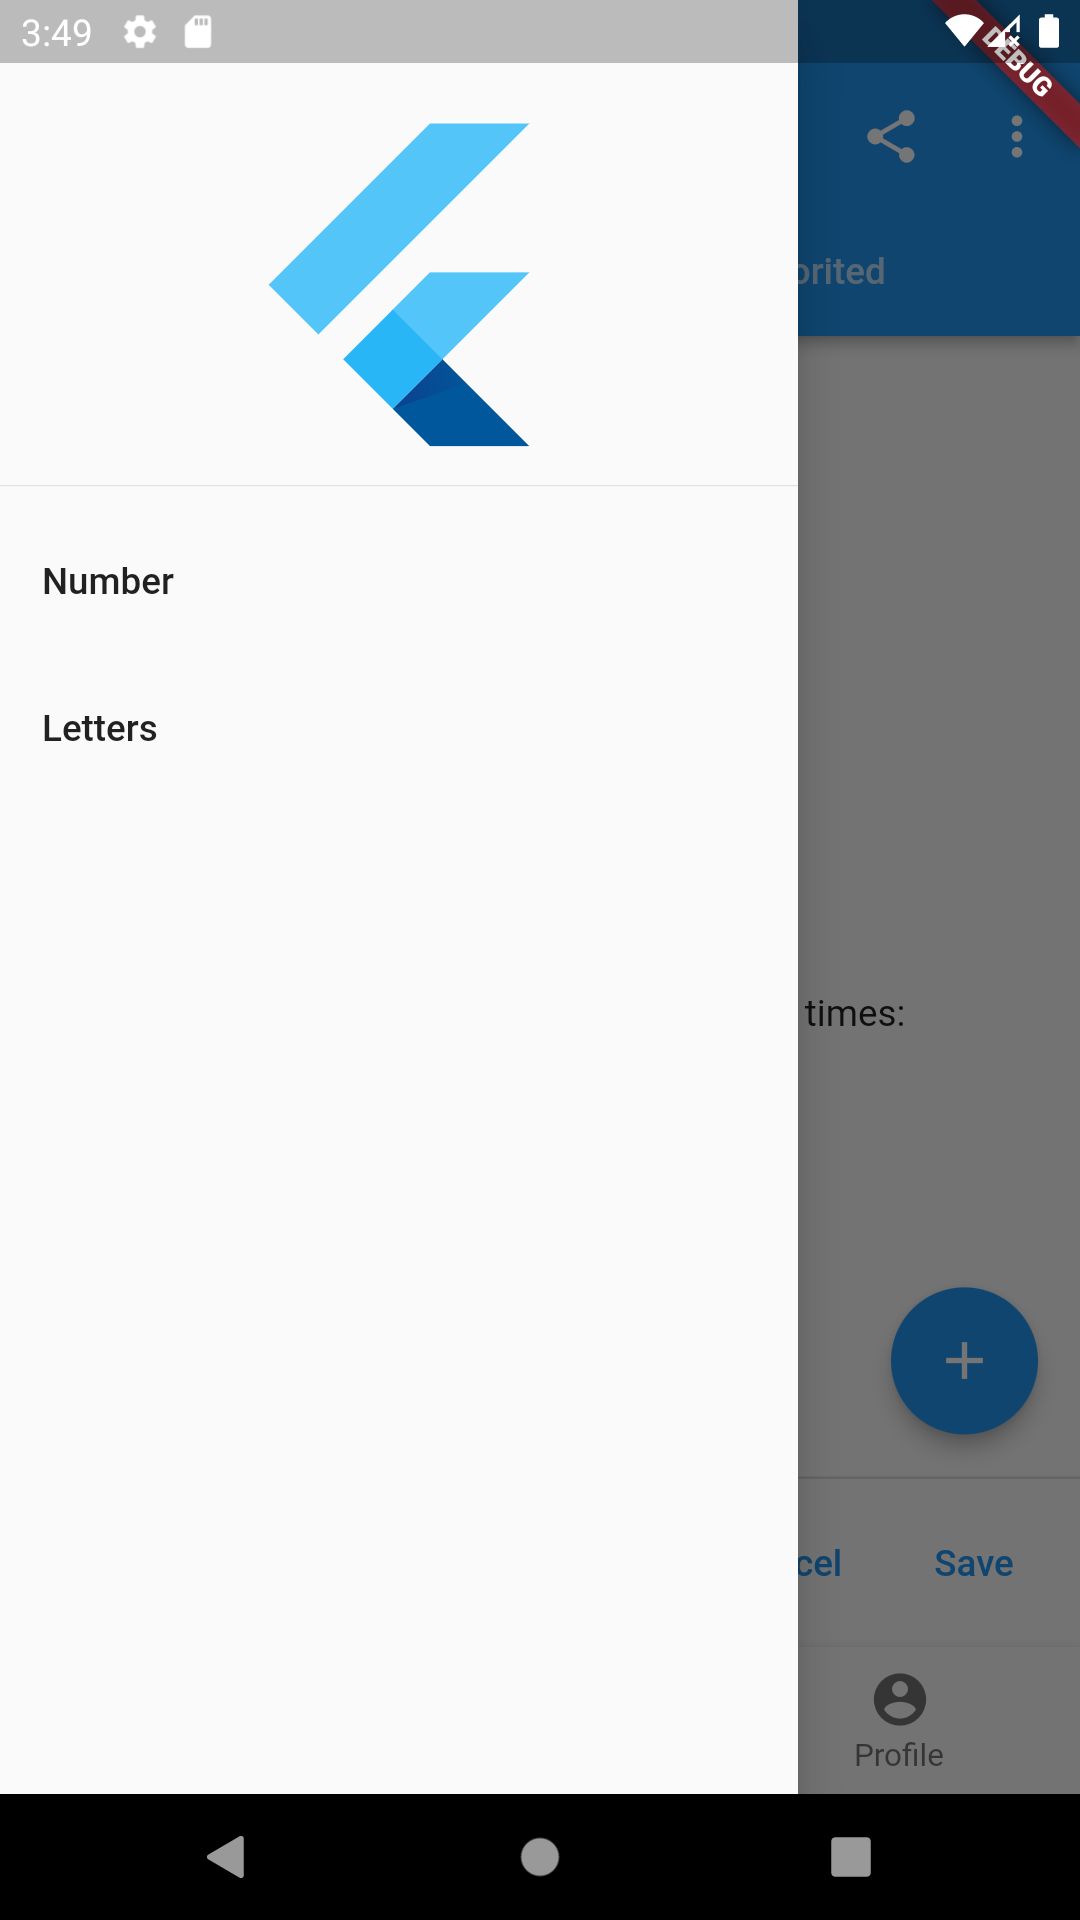 3:49
DEBUG
orited
Number
Letters
times:
cel
Save
Profile